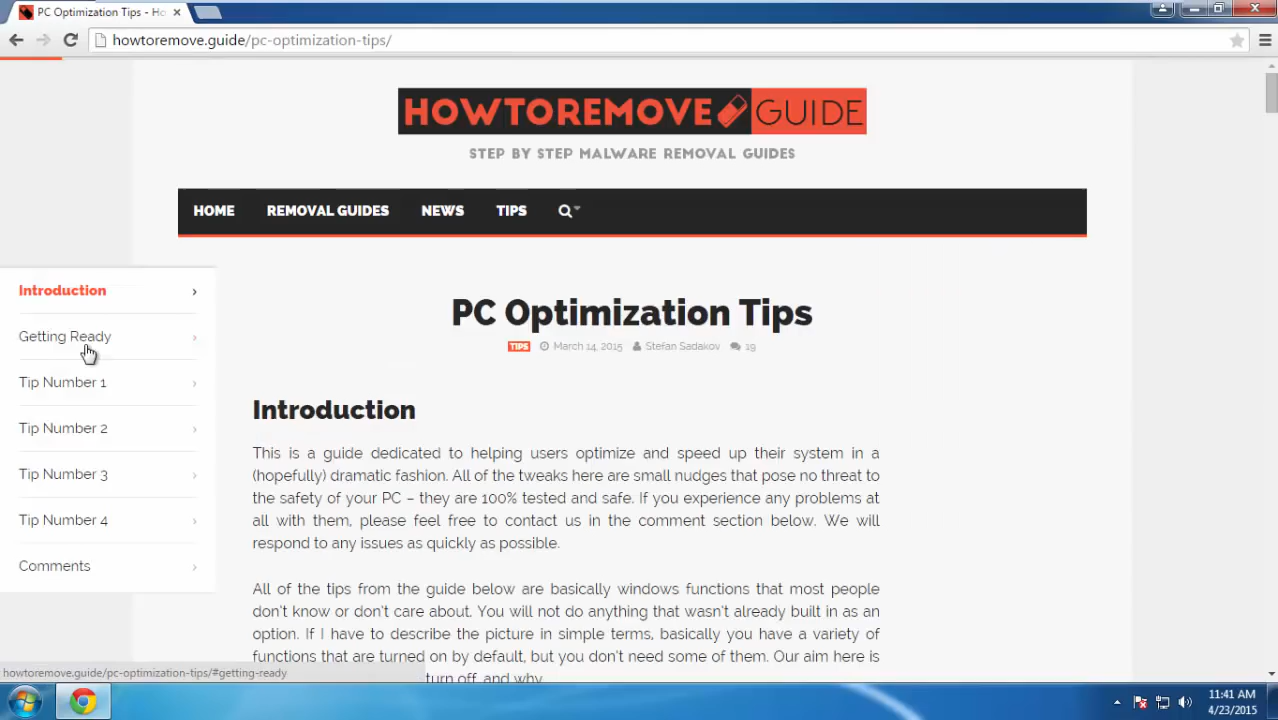 PC Optimization Tips - Ho
howtoremove.guide/pc-optimization-tips/
HOWTOREMOVE GUIDE
STEP BY STEP MALWARE REMOVAL GUIDES
HOME REMOVAL GUIDES NEWS TIPS
Introduction
Getting Ready
Tip Number 1
Tip Number 2
Tip Number 3
Tip Number 4
Comments
PC Optimization Tips
TIPS March 14, 2015 Stefan Sadakov 19
Introduction
This is a guide dedicated to helping users optimize and speed up their system in a
(hopefully) dramatic fashion. All of the tweaks here are small nudges that pose no threat to
the safety of your PC – they are 100% tested and safe. If you experience any problems at
all with them, please feel free to contact us in the comment section below. We will
respond to any issues as quickly as possible.
All of the tips from the guide below are basically windows functions that most people
don't know or don't care about. You will not do anything that wasn't already built in as an
option. If I have to describe the picture in simple terms, basically you have a variety of
functions that are turned on by default, but you don't need some of them. Our aim here is
turn off, and why.
howtoremove.guide/pc-optimization-tips/#getting-ready
11:41 AM
4/23/2015